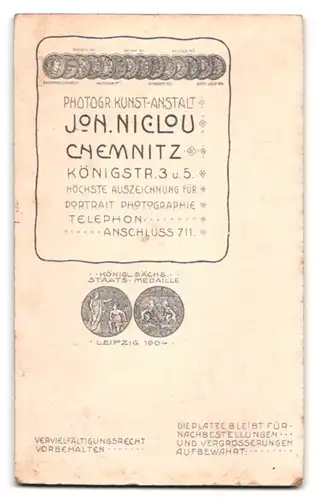 PHOTOGR. KUNST-ANSTALT
JOH. NICLOU
CHEMNITZ
KÖNIGSTR. 3 u. 5.
HÖCHSTE AUSZEICHNUNG FÜR
PORTRAIT PHOTOGRAPHIE
TELEPHON
ANSCHLUSS 711.
KÖNIGL. SÄCHS.
STAATS-MEDAILLE
LEIPZIG 1904
VERVIELFÄLTIGUNGSRECHT
VORBEHALTEN
DIE PLATTE BLEIBT FÜR
NACHBESTELLUNGEN
UND VERGRÖSSERUNGEN
AUFBEWAHRT: